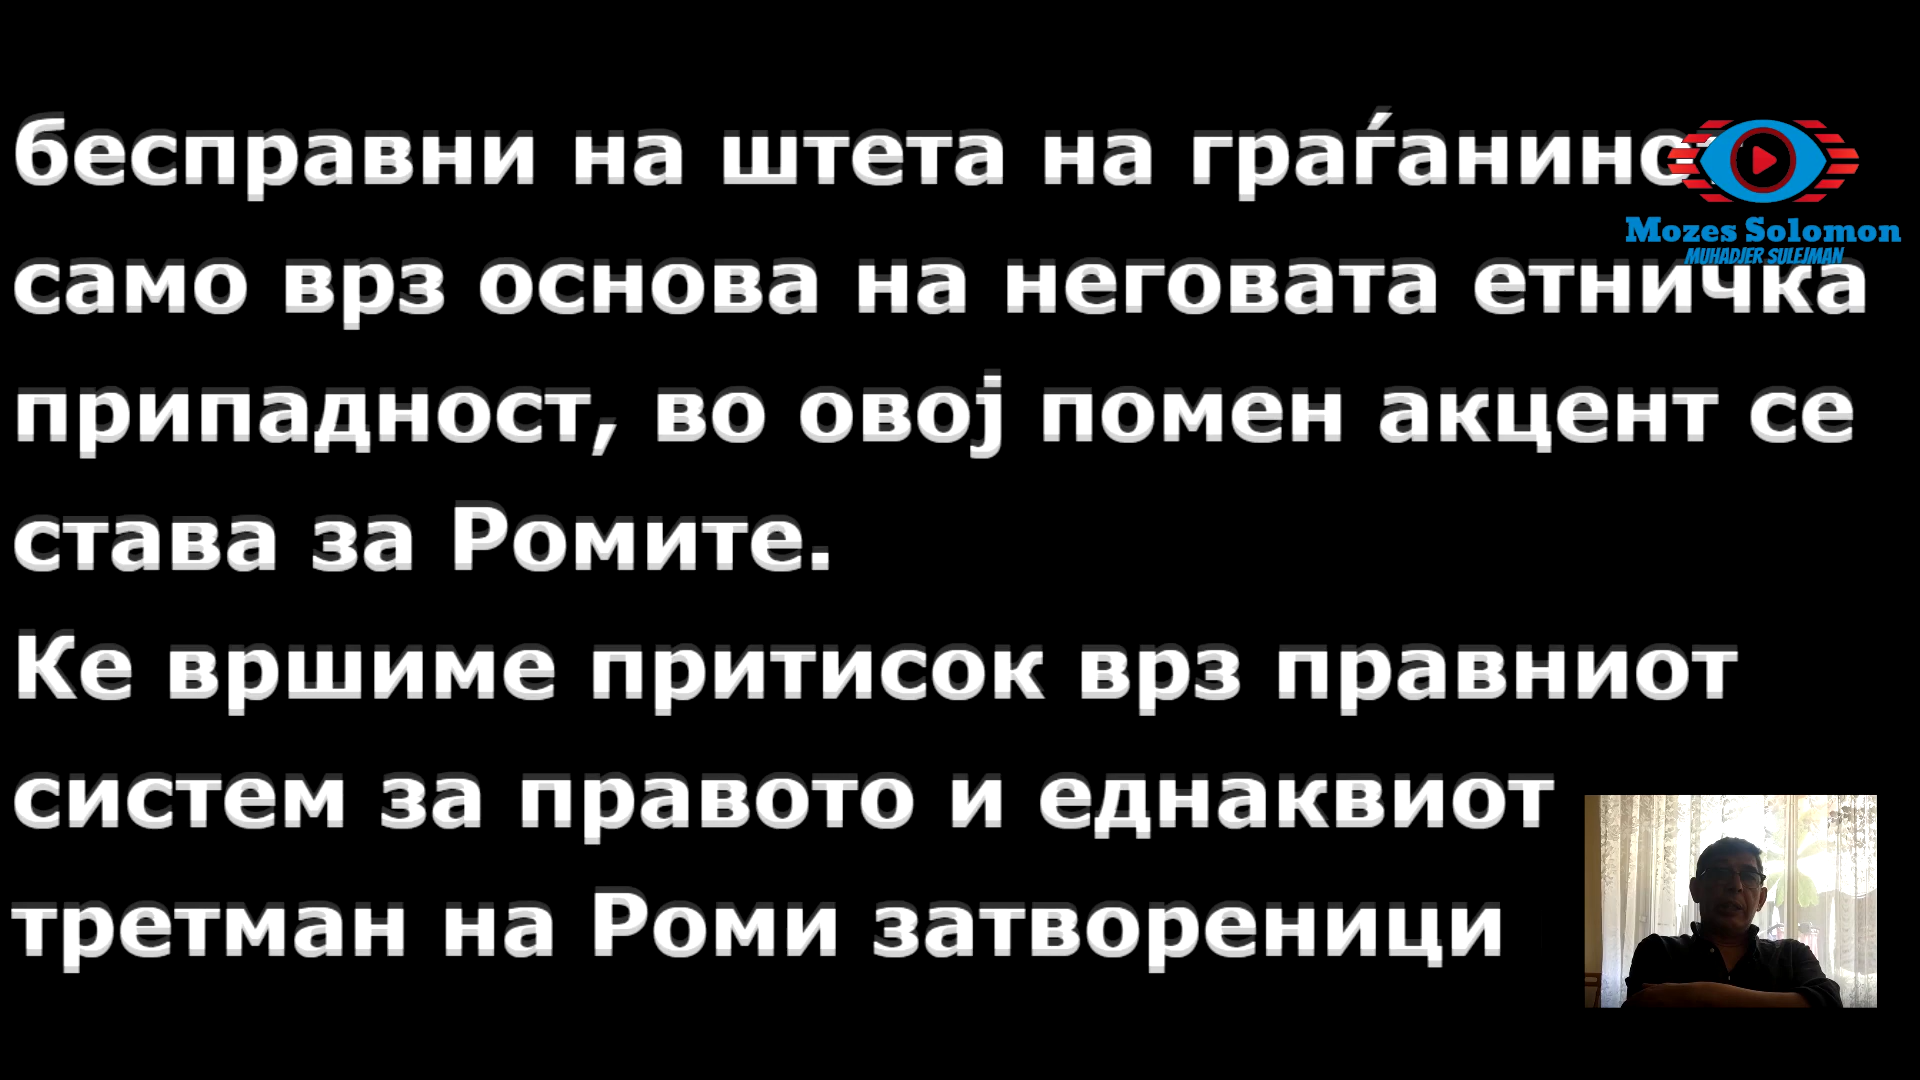 бесправни на штета на граѓанинот
само врз основа на неговата етничка
припадност, во овој помен акцент се
става за Ромите.
Ке вршиме притисок врз правниот
систем за правото и еднаквиот
третман на Роми затвореници
Mozes Solomon
MUHADJER SULEJMAN